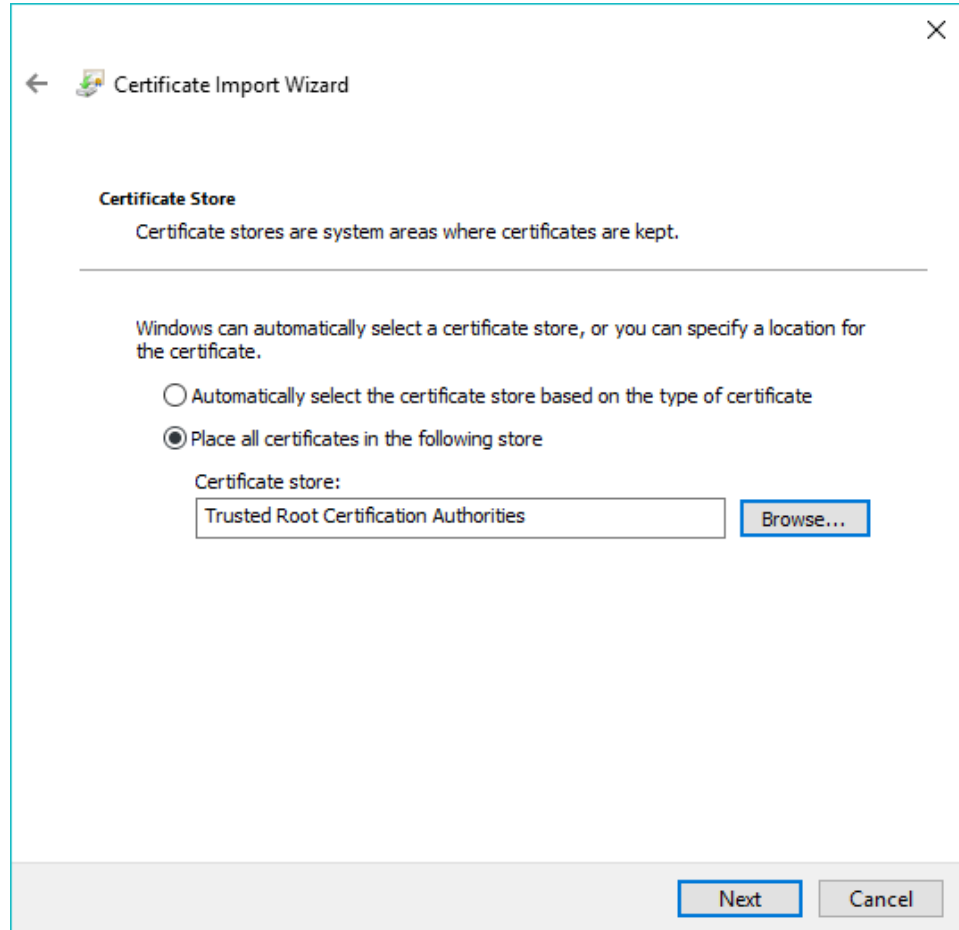 Certificate Import Wizard
Certificate Store
Certificate stores are system areas where certificates are kept.
Windows can automatically select a certificate store, or you can specify a location for
the certificate.
Automatically select the certificate store based on the type of certificate
Place all certificates in the following store
Certificate store:
Trusted Root Certification Authorities
Browse...
Next
Cancel